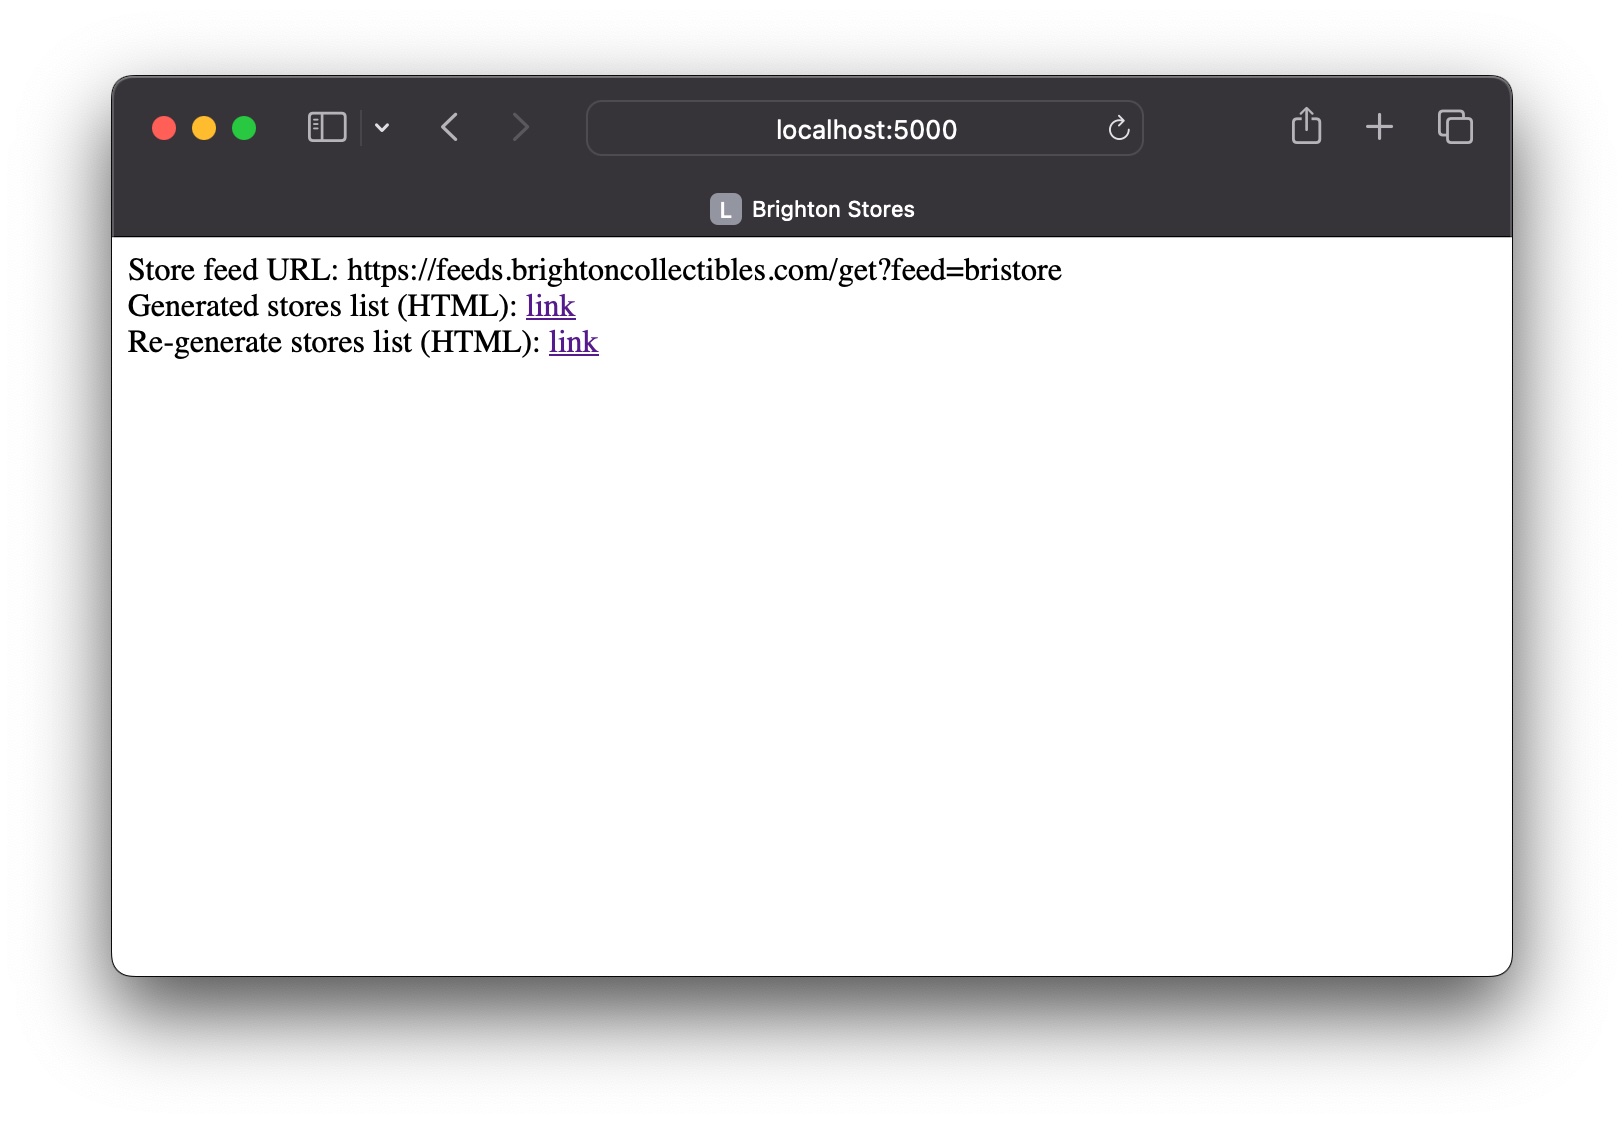 localhost:5000
L Brighton Stores
Store feed URL: https://feeds.brightoncollectibles.com/get?feed=bristore
Generated stores list (HTML): link
Re-generate stores list (HTML): link